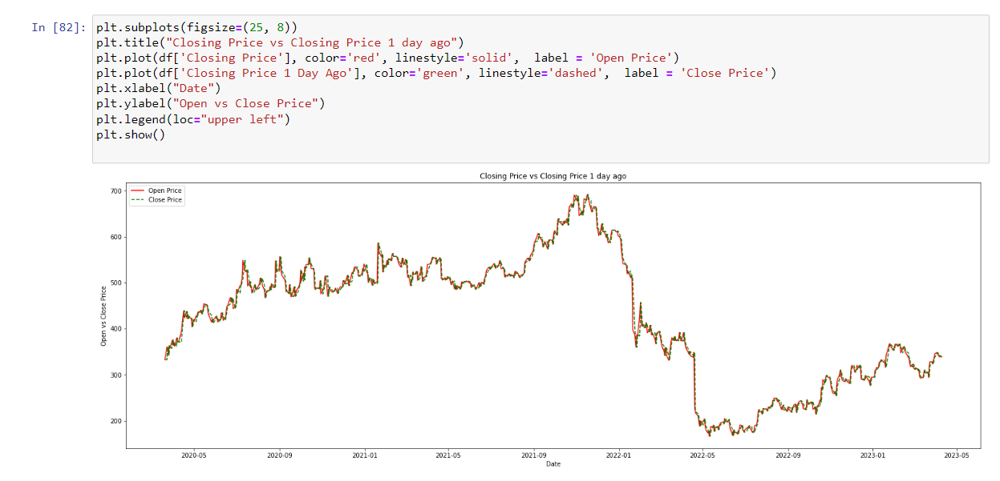 In [82]:
plt.subplots(figsize=(25, 8))
plt.title("Closing Price vs Closing Price 1 day ago")
plt.plot(df['Closing Price'], color='red', linestyle='solid',  label = 'Open Price')
plt.plot(df['Closing Price 1 Day Ago'], color='green', linestyle='dashed',  label = 'Close Price')
plt.xlabel("Date")
plt.ylabel("Open vs Close Price")
plt.legend(loc="upper left")
plt.show()
Closing Price vs Closing Price 1 day ago
Open Price
Close Price
Open vs Close Price
700
600
500
400
300
200
2020-05 2020-09 2021-01 2021-05 2021-09 2022-01 2022-05 2022-09 2023-01 2023-05
Date